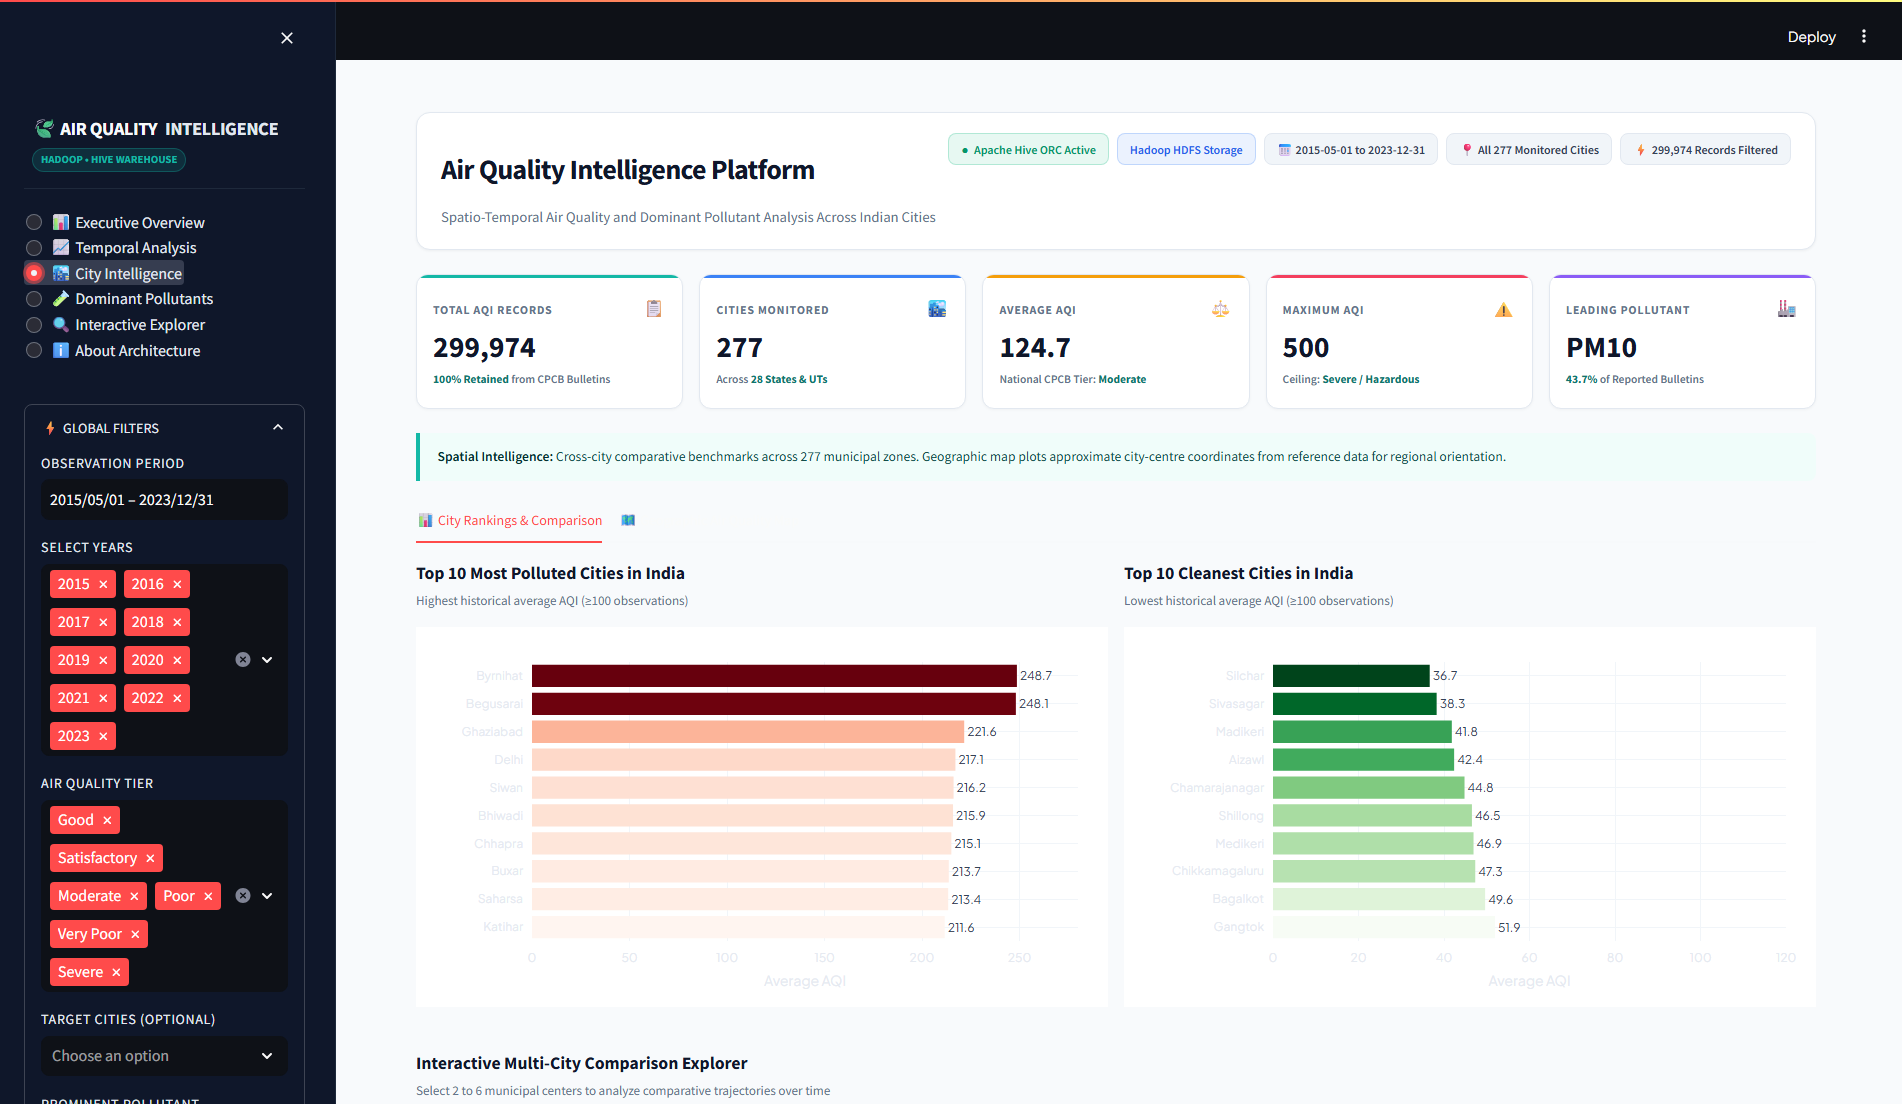 Deploy
AIR QUALITY INTELLIGENCE
HADOOP • HIVE WAREHOUSE
Executive Overview
Temporal Analysis
City Intelligence
Dominant Pollutants
Interactive Explorer
About Architecture
GLOBAL FILTERS
OBSERVATION PERIOD
2015/05/01 – 2023/12/31
SELECT YEARS
2015 2016
2017 2018
2019 2020
2021 2022
2023
AIR QUALITY TIER
Good
Satisfactory
Moderate Poor
Very Poor
Severe
TARGET CITIES (OPTIONAL)
Choose an option
PROMINENT POLLUTANT
Air Quality Intelligence Platform
Spatio-Temporal Air Quality and Dominant Pollutant Analysis Across Indian Cities
● Apache Hive ORC Active
Hadoop HDFS Storage
2015-05-01 to 2023-12-31
All 277 Monitored Cities
299,974 Records Filtered
TOTAL AQI RECORDS
299,974
100% Retained from CPCB Bulletins
CITIES MONITORED
277
Across 28 States & UTs
AVERAGE AQI
124.7
National CPCB Tier: Moderate
MAXIMUM AQI
500
Ceiling: Severe / Hazardous
LEADING POLLUTANT
PM10
43.7% of Reported Bulletins
Spatial Intelligence: Cross-city comparative benchmarks across 277 municipal zones. Geographic map plots approximate city-centre coordinates from reference data for regional orientation.
City Rankings & Comparison
Top 10 Most Polluted Cities in India
Highest historical average AQI (≥100 observations)
Byrnihat 248.7
Begusarai 248.1
Ghaziabad 221.6
Delhi 217.1
Siwan 216.2
Bhiwadi 215.9
Chhapra 215.1
Buxar 213.7
Saharsa 213.4
Katihar 211.6
0 50 100 150 200 250
Average AQI
Top 10 Cleanest Cities in India
Lowest historical average AQI (≥100 observations)
Silchar 36.7
Sivasagar 38.3
Madikeri 41.8
Aizawl 42.4
Chamarajanagar 44.8
Shillong 46.5
Medikeri 46.9
Chikkamagaluru 47.3
Bagalkot 49.6
Gangtok 51.9
0 20 40 60 80 100 120
Average AQI
Interactive Multi-City Comparison Explorer
Select 2 to 6 municipal centers to analyze comparative trajectories over time